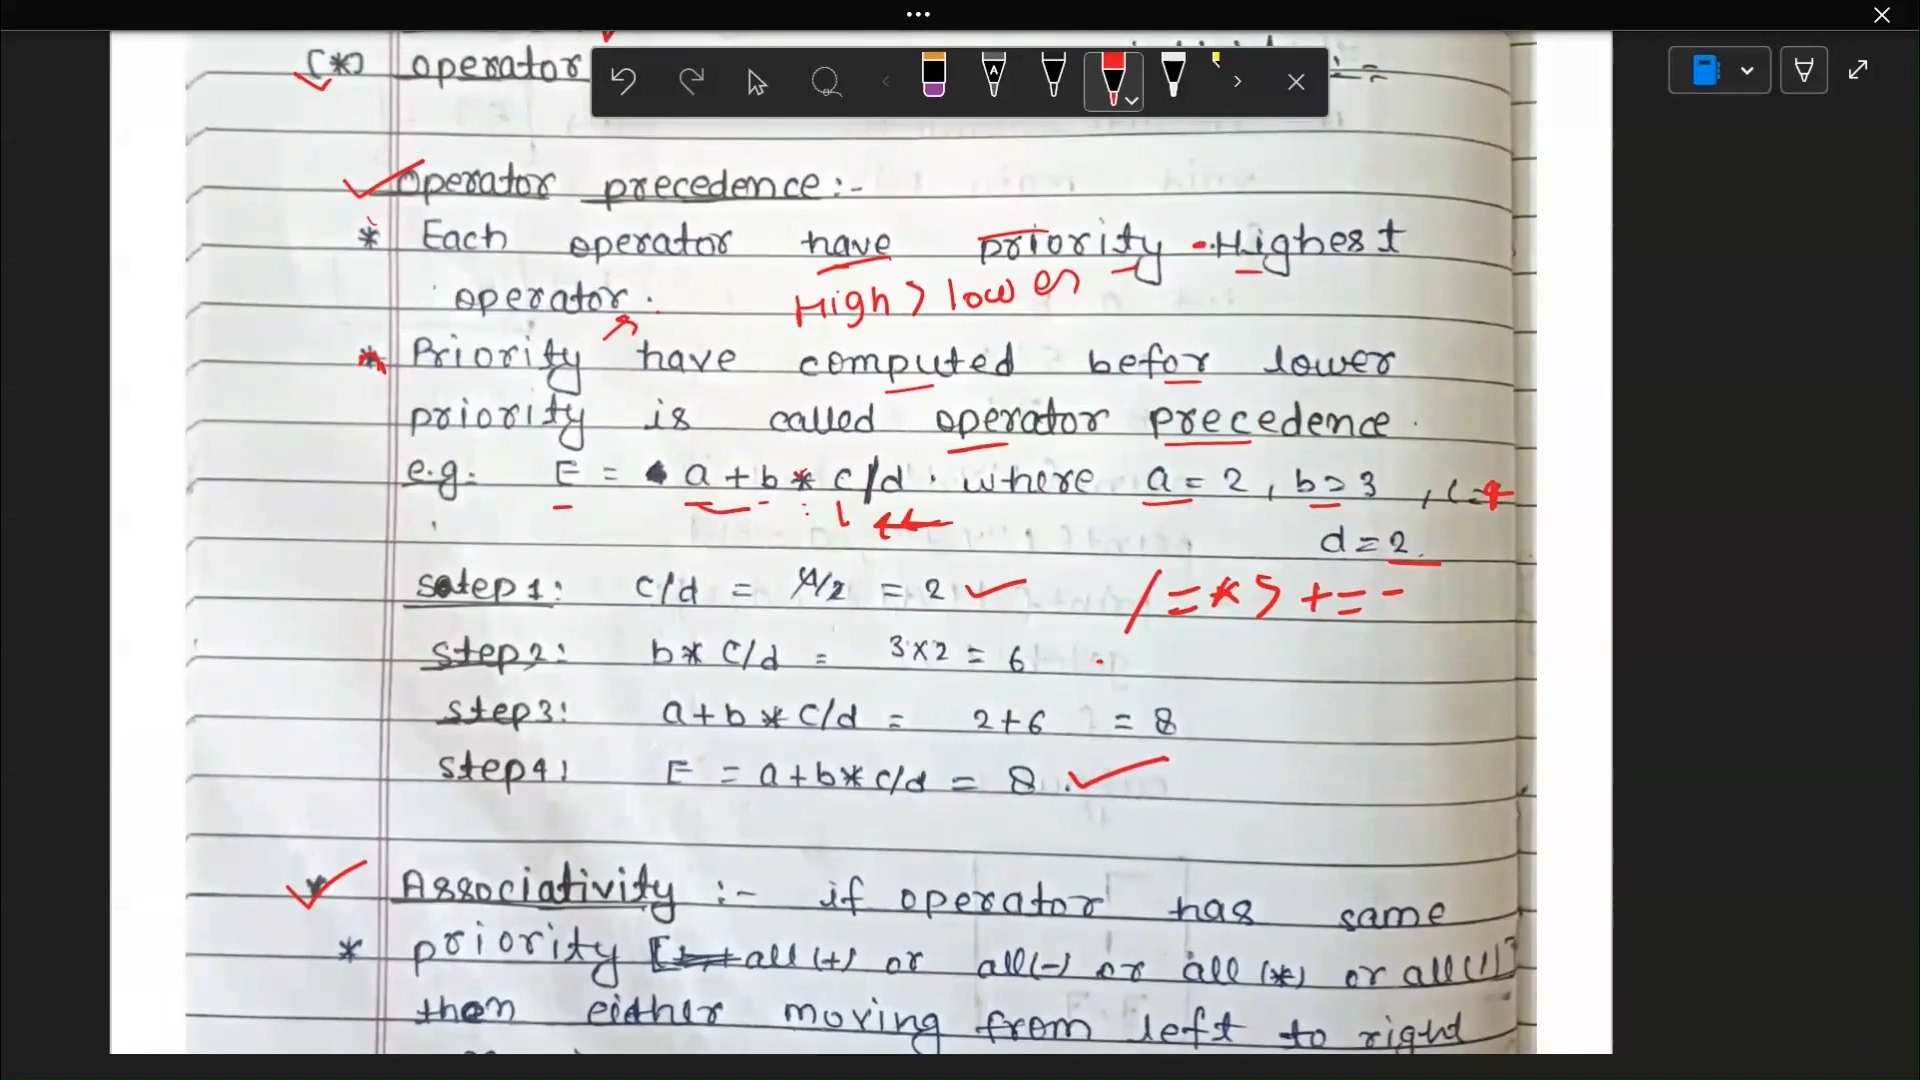 (*) operator
Operator precedence :-
* Each operator have priority - Highest
operator.
High > lower
* Priority have computed befor lower
priority is called operator precedence.
e.g. E = a + b * c/d . where a = 2, b = 3, c = 4
d = 2.
satep1: c/d = 4/2 = 2
/ = * > + = -
step2: b* c/d = 3x2 = 6
step3: a+b * c/d = 2+6 = 8
step4: E = a+b* c/d = 8.
* Associativity :- if operator has same
* priority [all (+) or all(-) or all (*) or all(/)]
then either moving from left to right